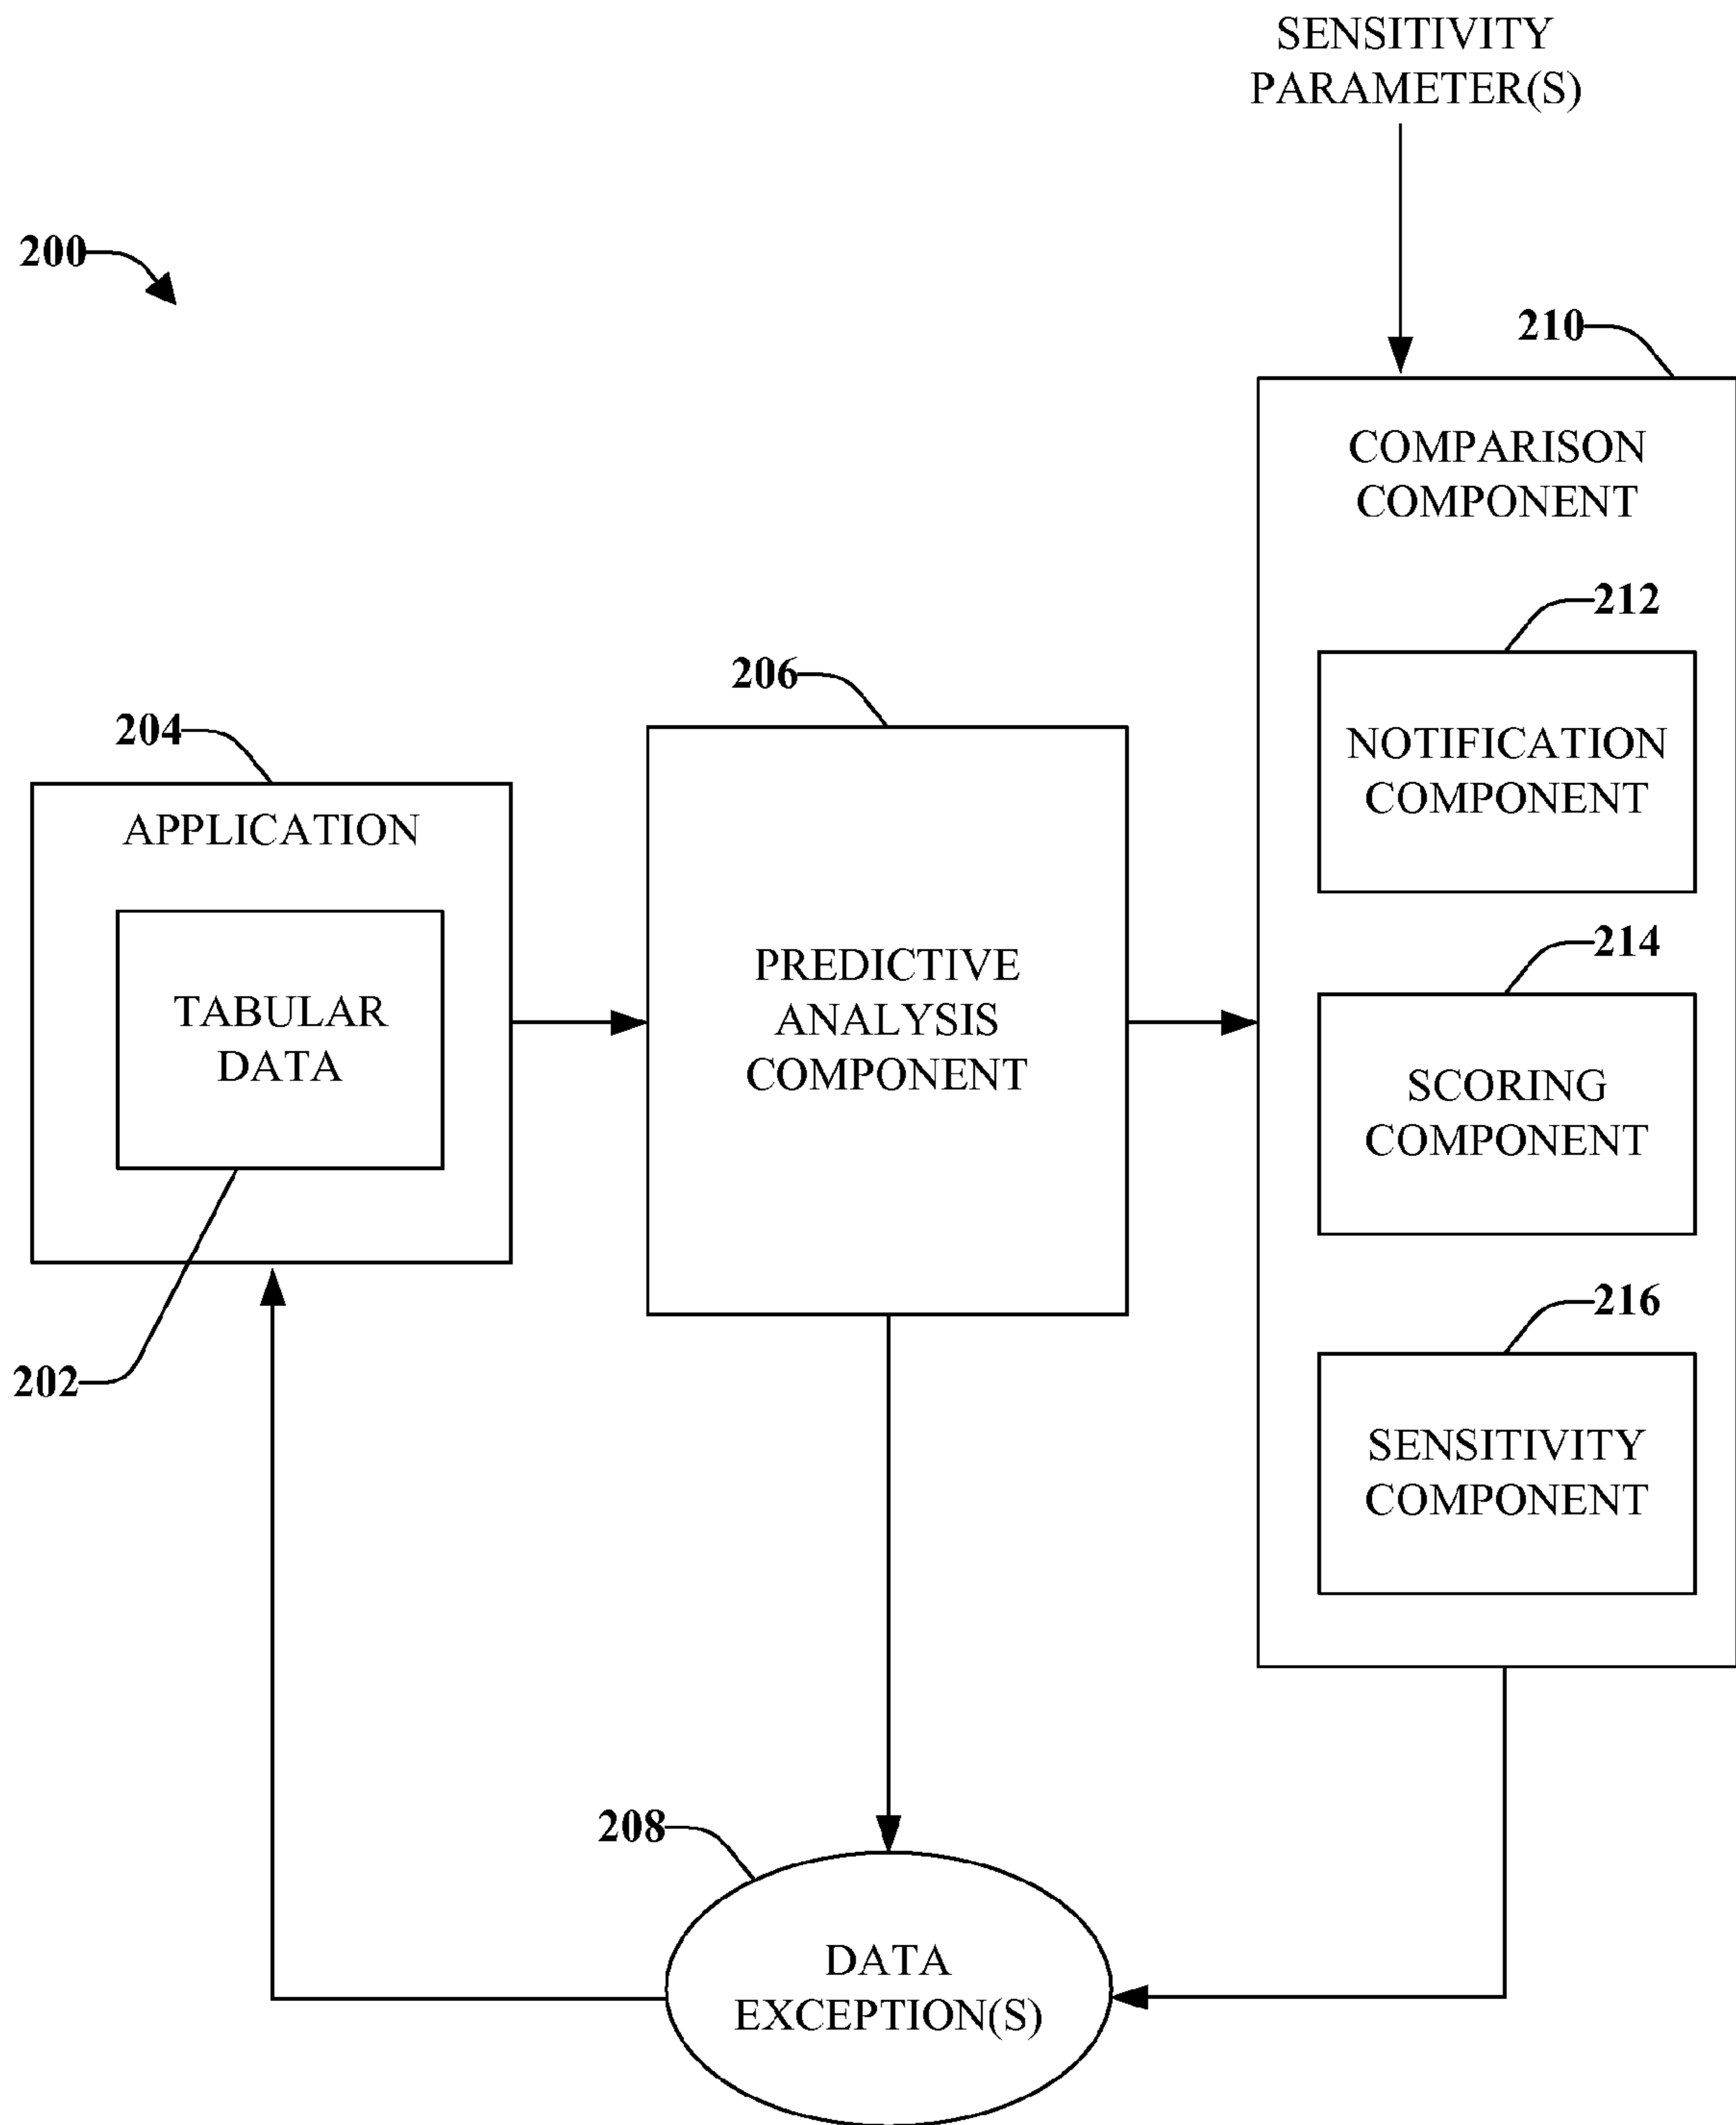 SENSITIVITY
PARAMETER(S)
200
210
COMPARISON
COMPONENT
212
NOTIFICATION
COMPONENT
206
204
APPLICATION
214
PREDICTIVE
ANALYSIS
COMPONENT
TABULAR
DATA
SCORING
COMPONENT
216
202
SENSITIVITY
COMPONENT
208
DATA
EXCEPTION(S)